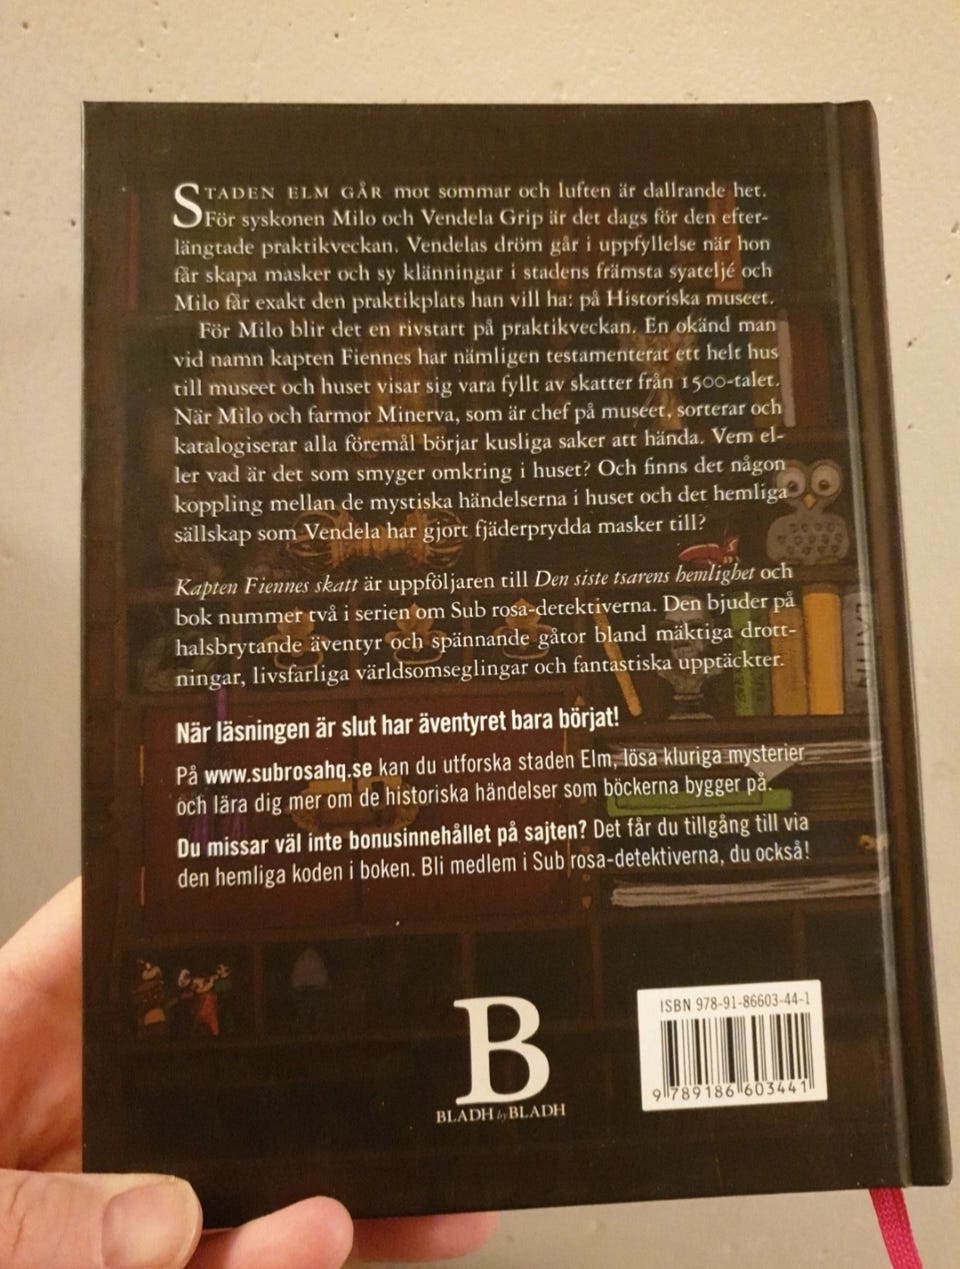 STADEN ELM GÅR mot sommar och luften är dallrande het.
För syskonen Milo och Vendela Grip är det dags för den efter-
längtade praktikveckan. Vendelas dröm går i uppfyllelse när hon
får skapa masker och sy klänningar i stadens främsta syateljé och
Milo får exakt den praktikplats han vill ha: på Historiska museet.
För Milo blir det en rivstart på praktikveckan. En okänd man
vid namn kapten Fiennes har nämligen testamenterat ett helt hus
till museet och huset visar sig vara fyllt av skatter från 1500-talet.
När Milo och farmor Minerva, som är chef på museet, sorterar och
katalogiserar alla föremål börjar kusliga saker att hända. Vem el-
ler vad är det som smyger omkring i huset? Och finns det någon
koppling mellan de mystiska händelserna i huset och det hemliga
sällskap som Vendela har gjort fjäderprydda masker till?
Kapten Fiennes skatt är uppföljaren till Den siste tsarens hemlighet och
bok nummer två i serien om Sub rosa-detektiverna. Den bjuder på
halsbrytande äventyr och spännande gåtor bland mäktiga drott-
ningar, livsfarliga världsomseglingar och fantastiska upptäckter.
När läsningen är slut har äventyret bara börjat!
På www.subrosahq.se kan du utforska staden Elm, lösa kluriga mysterier
och lära dig mer om de historiska händelser som böckerna bygger på.
Du missar väl inte bonusinnehållet på sajten? Det får du tillgång till via
den hemliga koden i boken. Bli medlem i Sub rosa-detektiverna, du också!
ISBN 978-91-86603-44-1
9 789186 603441
B
BLADH by BLADH